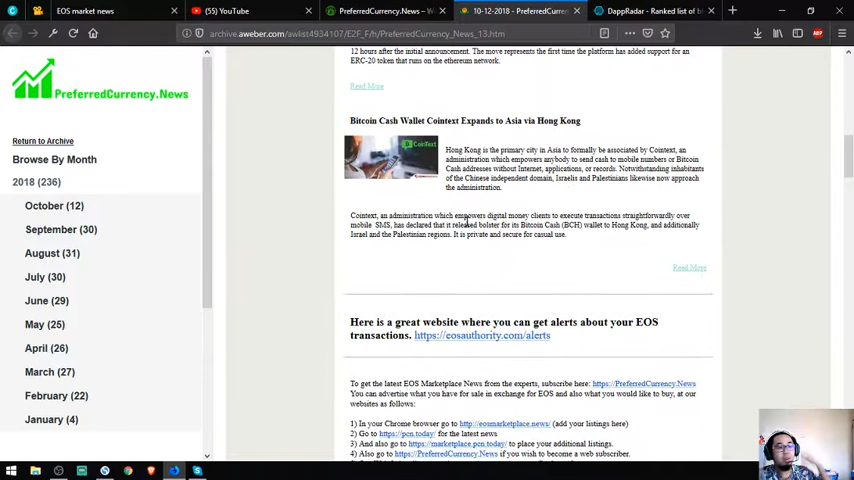 EOS market news
(55) YouTube
PreferredCurrency.News – W
10-12-2018 - PreferredCurren
DappRadar - Ranked list of b
archive.aweber.com/awlist4934107/E2F_F/h/PreferredCurrency_News_13.htm
ABP
PreferredCurrency.News
Return to Archive
Browse By Month
2018 (236)
October (12)
September (30)
August (31)
July (30)
June (29)
May (25)
April (26)
March (27)
February (22)
January (4)
12 hours after the initial announcement. The move represents the first time the platform has added support for an
ERC-20 token that runs on the ethereum network.
Read More
Bitcoin Cash Wallet Cointext Expands to Asia via Hong Kong
CoinText
Hong Kong is the primary city in Asia to formally be associated by Cointext, an
administration which empowers anybody to send cash to mobile numbers or Bitcoin
Cash addresses without Internet, applications, or records. Notwithstanding inhabitants
of the Chinese independent domain, Israelis and Palestinians likewise now approach
the administration.
Cointext, an administration which empowers digital money clients to execute transactions straightforwardly over
mobile SMS, has declared that it released bolster for its Bitcoin Cash (BCH) wallet to Hong Kong, and additionally
Israel and the Palestinian regions. It is private and secure for casual use.
Read More
Here is a great website where you can get alerts about your EOS
transactions. https://eosauthority.com/alerts
To get the latest EOS Marketplace News from the experts, subscribe here: https://PreferredCurrency.News
You can advertise what you have for sale in exchange for EOS and also what you would like to buy, at our
websites as follows:
1) In your Chrome browser go to http://eosmarketplace.news/ (add your listings here)
2) Go to https://pcn.today/ for the latest news
3) And also go to https://marketplace.pcn.today/ to place your additional listings.
4) Also go to https://PreferredCurrency.News if you wish to become a web subscriber.